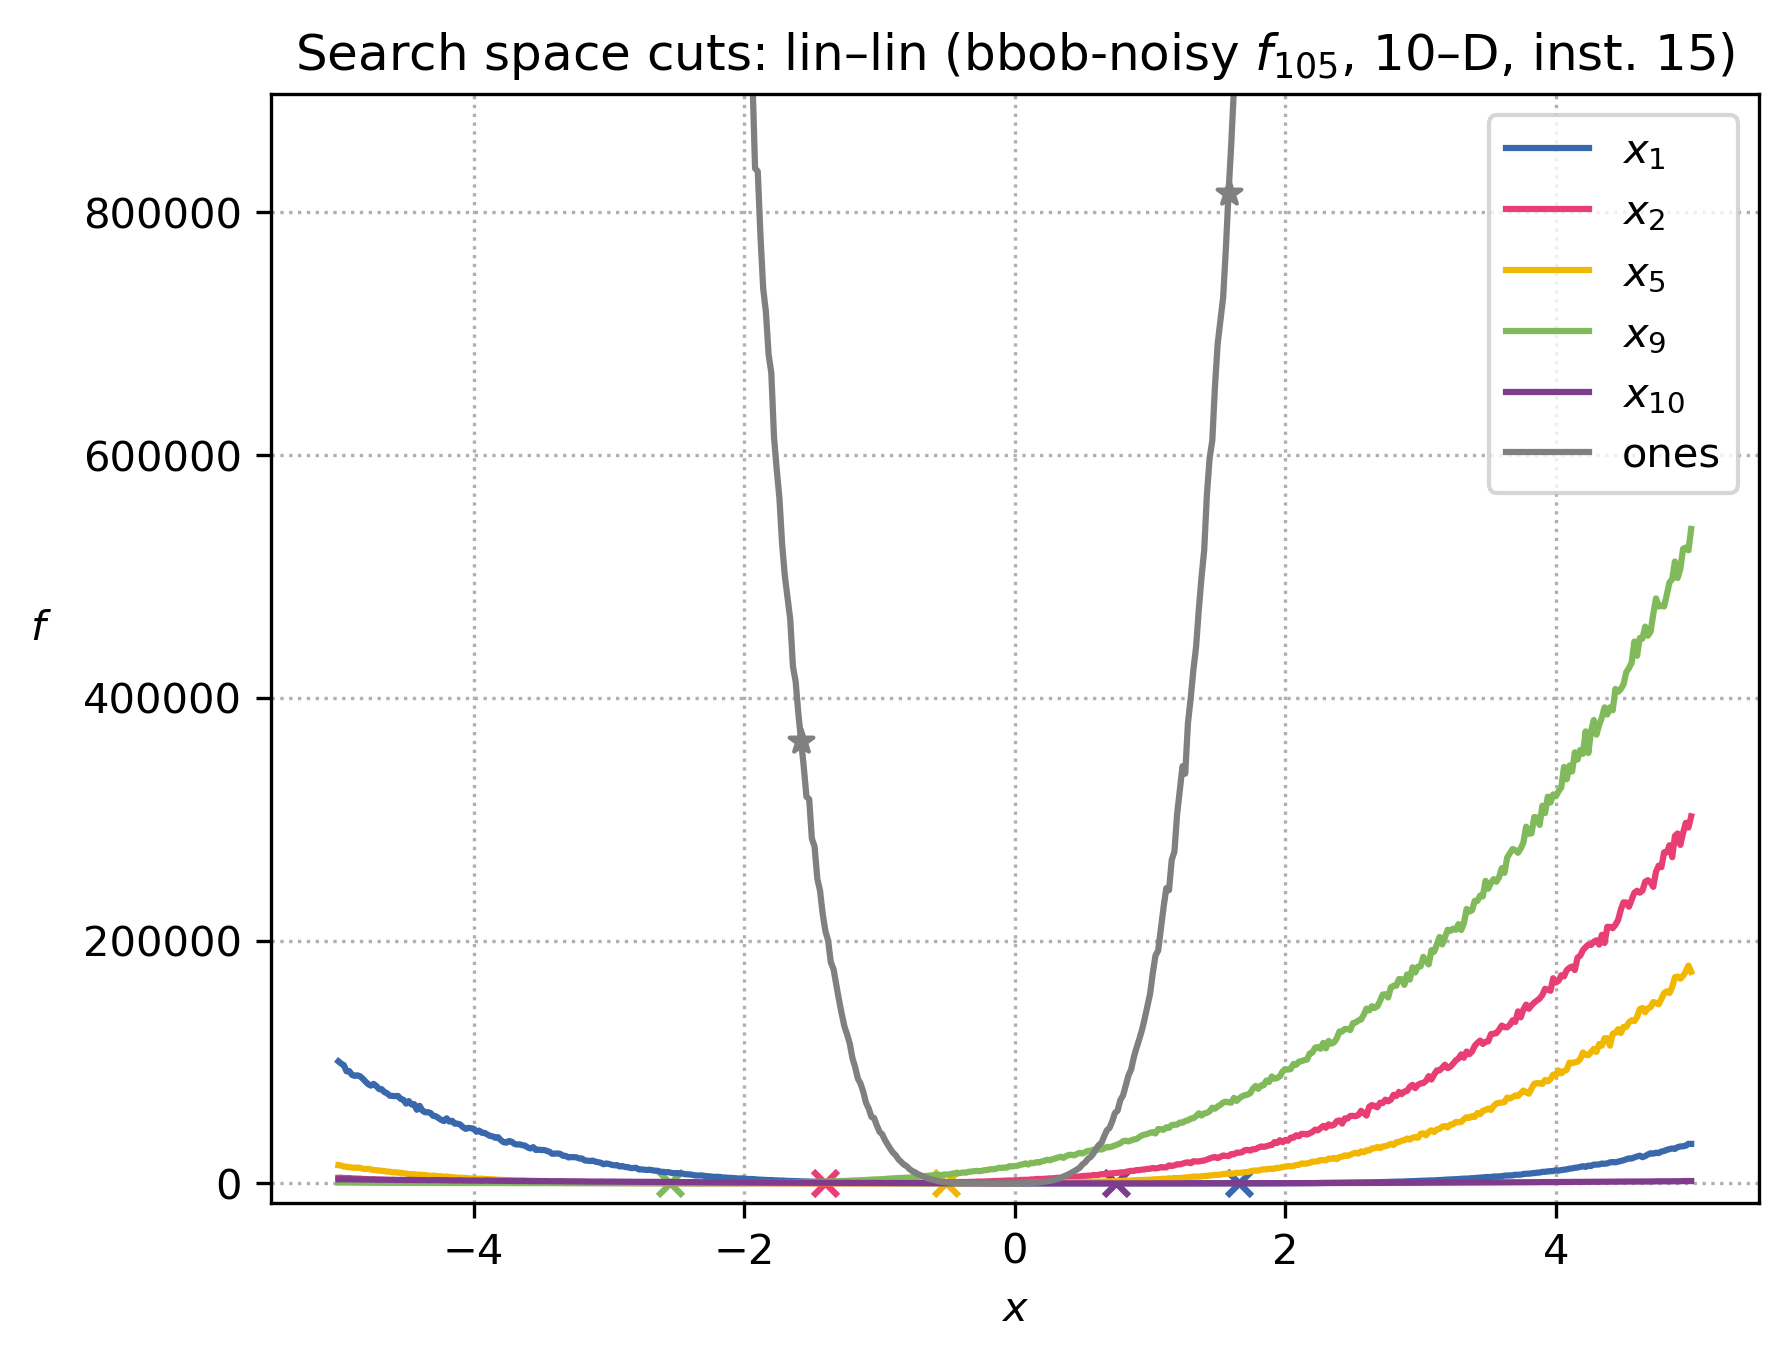 Search space cuts: lin–lin (bbob-noisy f₁₀₅, 10–D, inst. 15)
x₁
x₂
x₅
x₉
x₁₀
ones
800000
600000
400000
200000
0
f
−4 −2 0 2 4
x